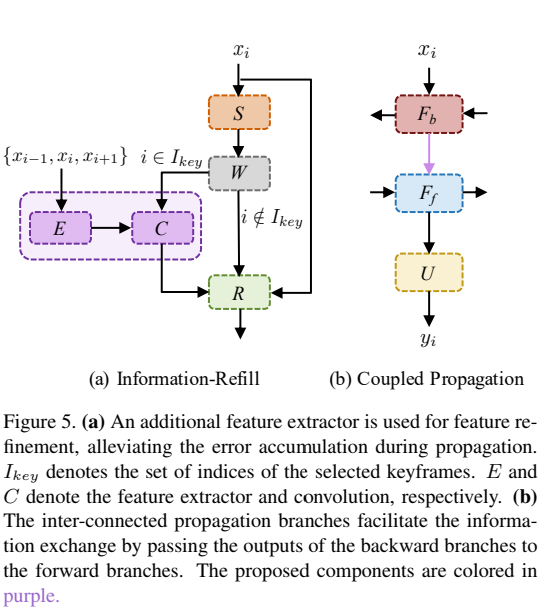 x_i
x_i
S
F_b
{x_{i−1}, x_i, x_{i+1}}
i ∈ I_{key}
W
i ∉ I_{key}
F_f
E
C
R
U
y_i
(a) Information-Refill
(b) Coupled Propagation
Figure 5. (a) An additional feature extractor is used for feature re-
finement, alleviating the error accumulation during propagation.
I_{key} denotes the set of indices of the selected keyframes. E and
C denote the feature extractor and convolution, respectively. (b)
The inter-connected propagation branches facilitate the informa-
tion exchange by passing the outputs of the backward branches to
the forward branches. The proposed components are colored in
purple.